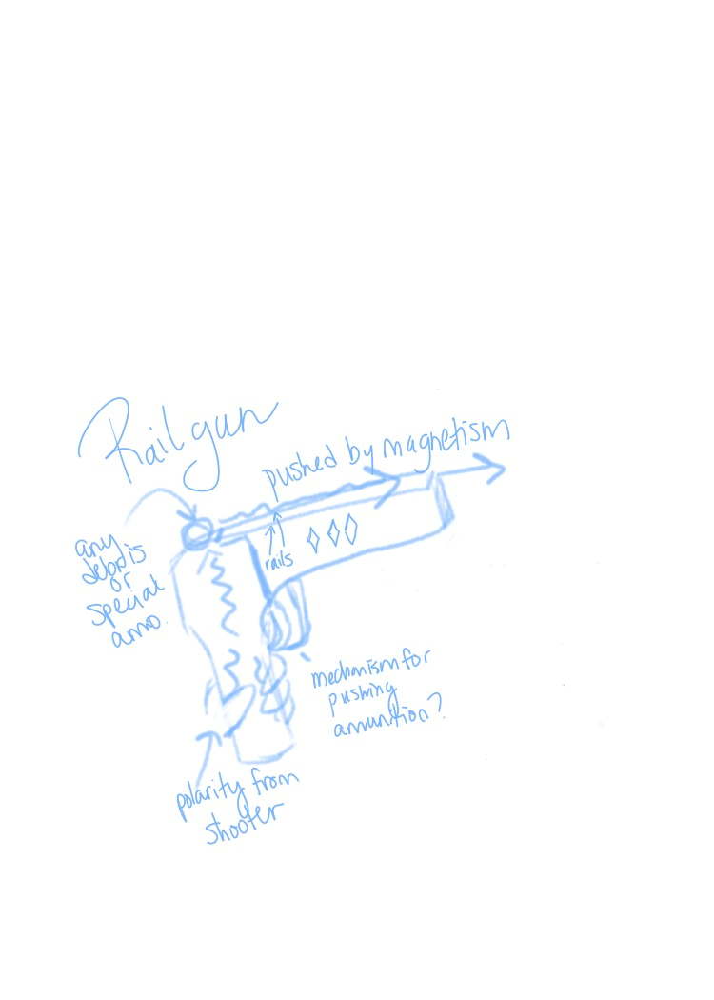 Railgun
pushed by magnetism
any
debris
or
special
ammo.
rails
mechanism for
pushing
ammunition?
polarity from
shooter